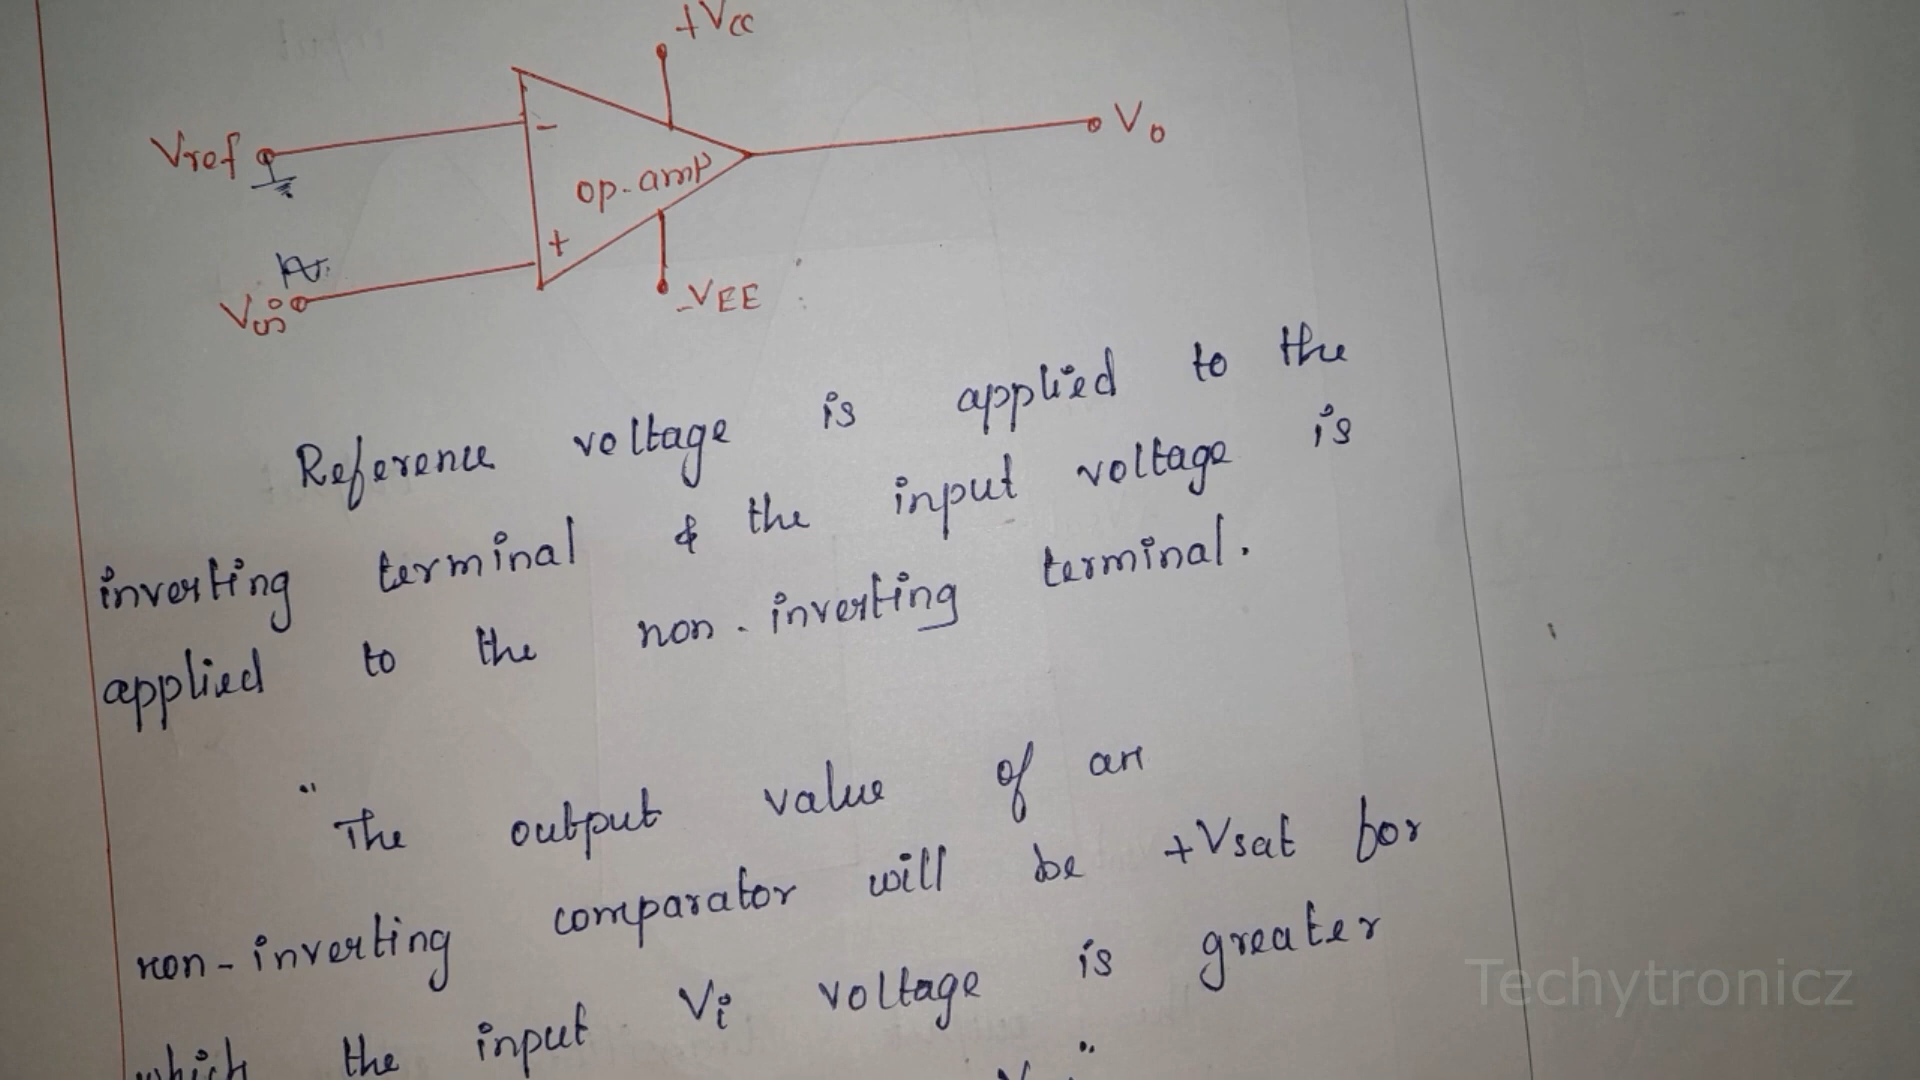 +Vcc
Vref
-
op-amp
Vo
+
Vi
-VEE
Reference voltage is applied to the
inverting terminal & the input voltage is
applied to the non-inverting terminal.
"The output value of an
non-inverting comparator will be +Vsat for
which the input Vi voltage is greater
Techytronicz